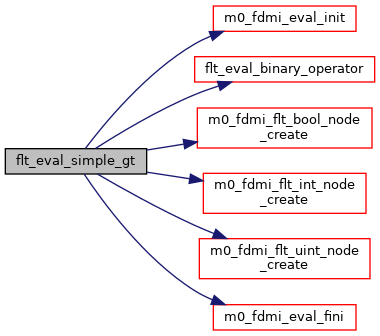 m0_fdmi_eval_init
flt_eval_binary_operator
m0_fdmi_flt_bool_node
_create
flt_eval_simple_gt
m0_fdmi_flt_int_node
_create
m0_fdmi_flt_uint_node
_create
m0_fdmi_eval_fini